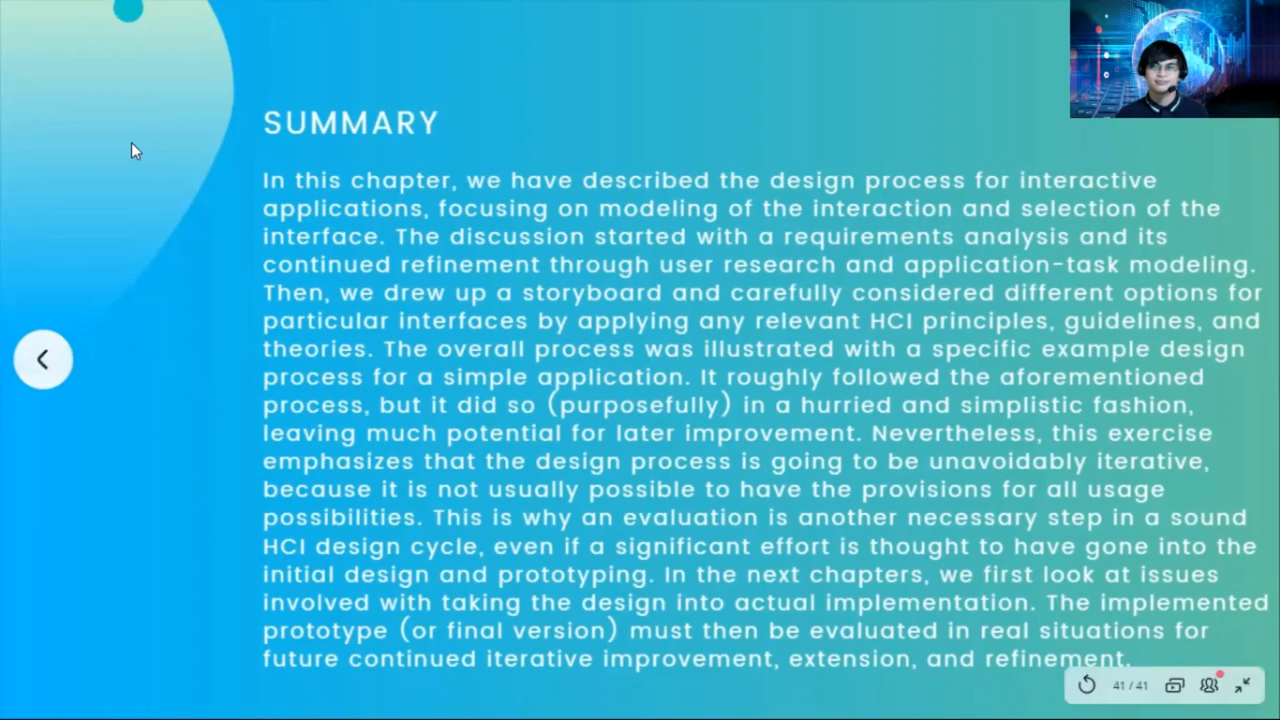 SUMMARY
In this chapter, we have described the design process for interactive
applications, focusing on modeling of the interaction and selection of the
interface. The discussion started with a requirements analysis and its
continued refinement through user research and application-task modeling.
Then, we drew up a storyboard and carefully considered different options for
particular interfaces by applying any relevant HCI principles, guidelines, and
theories. The overall process was illustrated with a specific example design
process for a simple application. It roughly followed the aforementioned
process, but it did so (purposefully) in a hurried and simplistic fashion,
leaving much potential for later improvement. Nevertheless, this exercise
emphasizes that the design process is going to be unavoidably iterative,
because it is not usually possible to have the provisions for all usage
possibilities. This is why an evaluation is another necessary step in a sound
HCI design cycle, even if a significant effort is thought to have gone into the
initial design and prototyping. In the next chapters, we first look at issues
involved with taking the design into actual implementation. The implemented
prototype (or final version) must then be evaluated in real situations for
future continued iterative improvement, extension, and refinement.
41 / 41